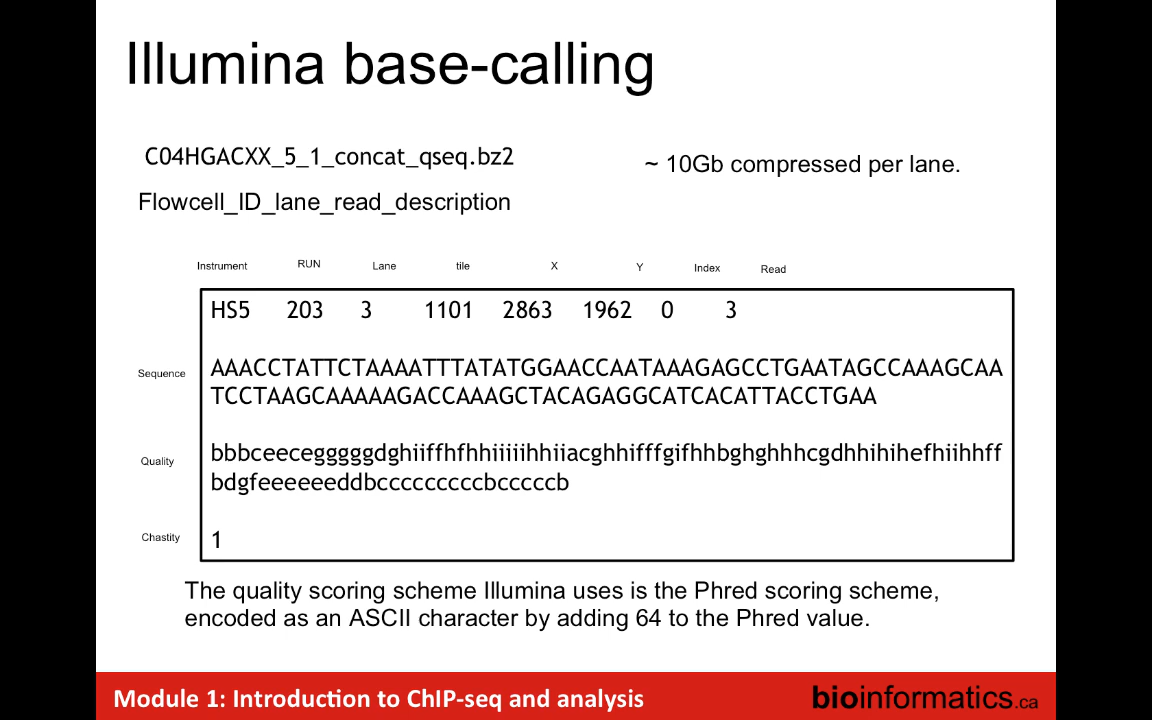 Illumina base-calling
C04HGACXX_5_1_concat_qseq.bz2
~ 10Gb compressed per lane.
Flowcell_ID_lane_read_description
Instrument RUN Lane tile X Y Index Read
HS5 203 3 1101 2863 1962 0 3
Sequence
AAACCTATTCTAAAATTTATATGGAACCAATAAAGAGCCTGAATAGCCAAAGCAA
TCCTAAGCAAAAAGACCAAAGCTACAGAGGCATCACATTACCTGAA
Quality
bbbceecegggggdghiiffhfhhiiiiihhiiacghhifffgifhhbghghhhcgdhhihihefhiihhff
bdgfeeeeeeddbcccccccccbcccccb
Chastity
1
The quality scoring scheme Illumina uses is the Phred scoring scheme,
encoded as an ASCII character by adding 64 to the Phred value.
Module 1: Introduction to ChIP-seq and analysis
bioinformatics.ca